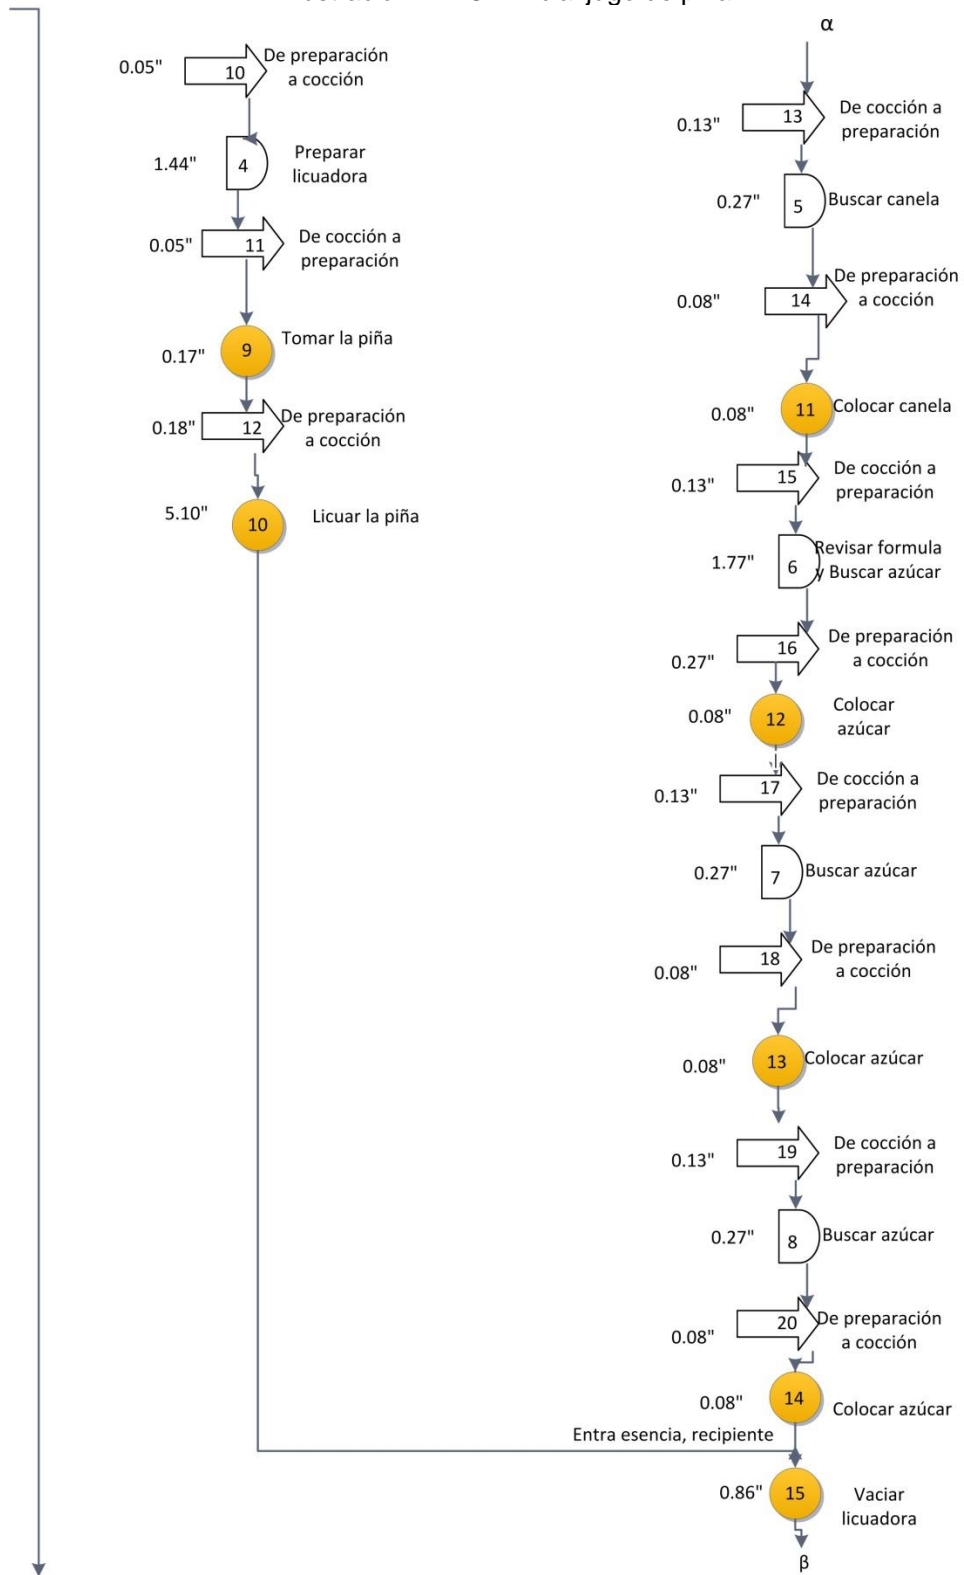 α
0.05"
10
De preparación
a cocción
1.44"
4
Preparar
licuadora
0.05"
11
De cocción a
preparación
0.17"
9
Tomar la piña
0.18"
12
De preparación
a cocción
5.10"
10
Licuar la piña
0.13"
13
De cocción a
preparación
0.27"
5
Buscar canela
0.08"
14
De preparación
a cocción
0.08"
11
Colocar canela
0.13"
15
De cocción a
preparación
1.77"
6
Revisar formula
y Buscar azúcar
0.27"
16
De preparación
a cocción
0.08"
12
Colocar
azúcar
0.13"
17
De cocción a
preparación
0.27"
7
Buscar azúcar
0.08"
18
De preparación
a cocción
0.08"
13
Colocar azúcar
0.13"
19
De cocción a
preparación
0.27"
8
Buscar azúcar
0.08"
20
De preparación
a cocción
0.08"
14
Colocar azúcar
Entra esencia, recipiente
0.86"
15
Vaciar
licuadora
β